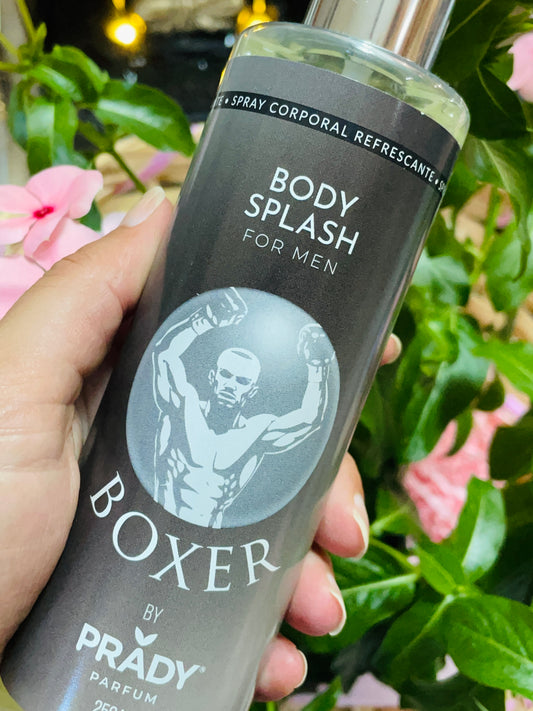 • SPRAY CORPORAL REFRESCANTE •
BODY
SPLASH
FOR MEN
BOXER
BY
PRADY®
PARFUM